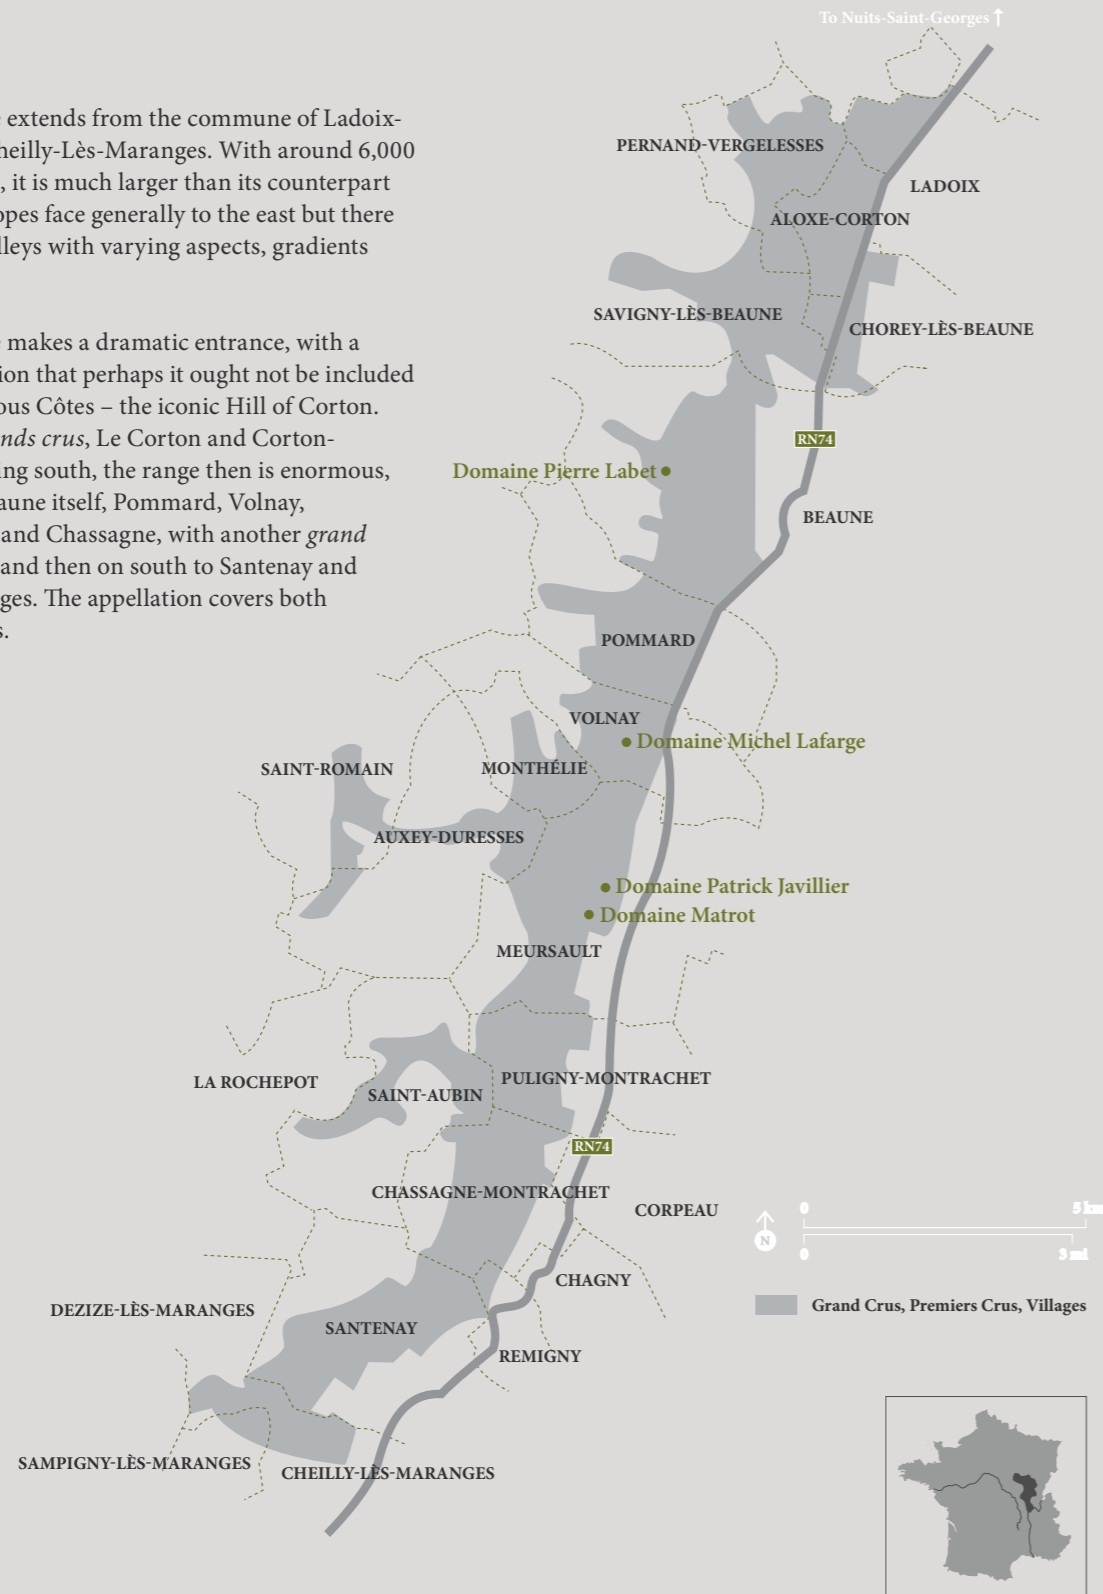 To Nuits-Saint-Georges
extends from the commune of Ladoix-
heilly-Lès-Maranges. With around 6,000
, it is much larger than its counterpart
opes face generally to the east but there
lleys with varying aspects, gradients
makes a dramatic entrance, with a
ion that perhaps it ought not be included
ous Côtes – the iconic Hill of Corton.
nds crus, Le Corton and Corton-
ing south, the range then is enormous,
aune itself, Pommard, Volnay,
and Chassagne, with another grand
and then on south to Santenay and
ges. The appellation covers both
s.
PERNAND-VERGELESSES
LADOIX
ALOXE-CORTON
SAVIGNY-LÈS-BEAUNE
CHOREY-LÈS-BEAUNE
RN74
Domaine Pierre Labet
BEAUNE
POMMARD
VOLNAY
Domaine Michel Lafarge
SAINT-ROMAIN
MONTHÉLIE
AUXEY-DURESSES
Domaine Patrick Javillier
Domaine Matrot
MEURSAULT
LA ROCHEPOT
PULIGNY-MONTRACHET
SAINT-AUBIN
RN74
CHASSAGNE-MONTRACHET
CORPEAU
0 5 km
N
0 3 mi
CHAGNY
Grand Crus, Premiers Crus, Villages
DEZIZE-LÈS-MARANGES
SANTENAY
REMIGNY
SAMPIGNY-LÈS-MARANGES
CHEILLY-LÈS-MARANGES